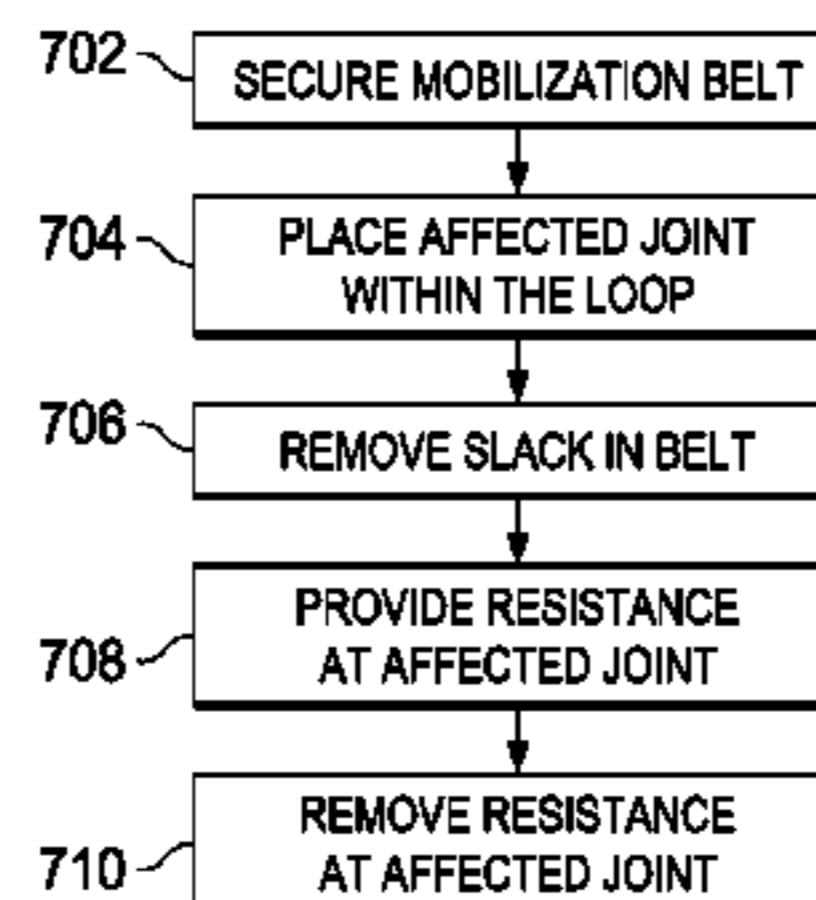 702
SECURE MOBILIZATION BELT
704
PLACE AFFECTED JOINT
WITHIN THE LOOP
706
REMOVE SLACK IN BELT
708
PROVIDE RESISTANCE
AT AFFECTED JOINT
710
REMOVE RESISTANCE
AT AFFECTED JOINT